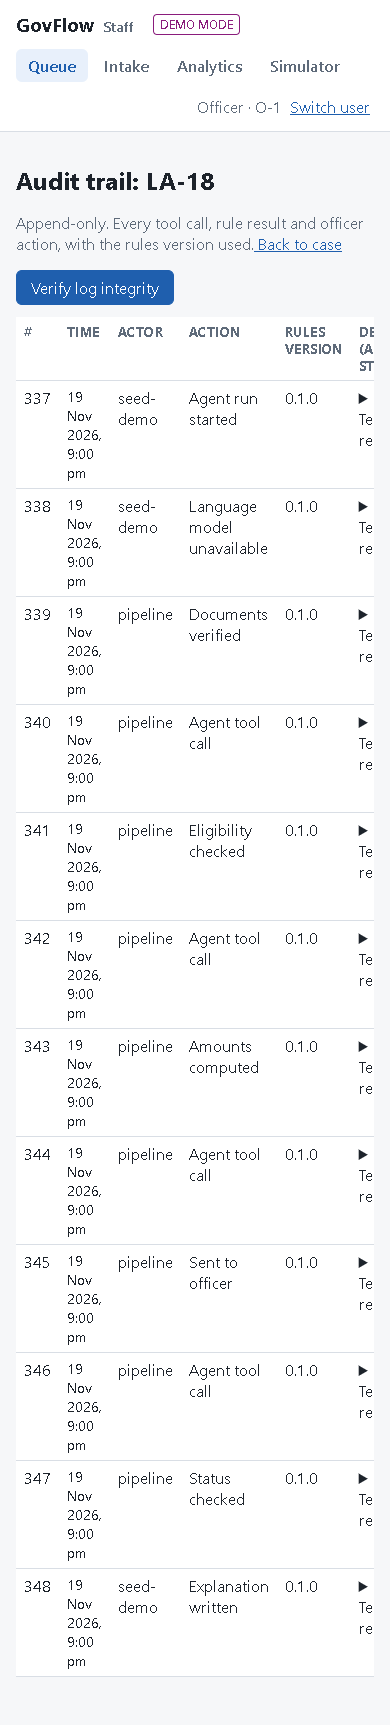 GovFlow Staff DEMO MODE
Queue Intake Analytics Simulator
Officer · O-1 Switch user
Audit trail: LA-18
Append-only. Every tool call, rule result and officer
action, with the rules version used. Back to case
Verify log integrity
# TIME ACTOR ACTION RULES
VERSION
337 19 Nov 2026, 9:00 pm seed-demo Agent run started 0.1.0
338 19 Nov 2026, 9:00 pm seed-demo Language model unavailable 0.1.0
339 19 Nov 2026, 9:00 pm pipeline Documents verified 0.1.0
340 19 Nov 2026, 9:00 pm pipeline Agent tool call 0.1.0
341 19 Nov 2026, 9:00 pm pipeline Eligibility checked 0.1.0
342 19 Nov 2026, 9:00 pm pipeline Agent tool call 0.1.0
343 19 Nov 2026, 9:00 pm pipeline Amounts computed 0.1.0
344 19 Nov 2026, 9:00 pm pipeline Agent tool call 0.1.0
345 19 Nov 2026, 9:00 pm pipeline Sent to officer 0.1.0
346 19 Nov 2026, 9:00 pm pipeline Agent tool call 0.1.0
347 19 Nov 2026, 9:00 pm pipeline Status checked 0.1.0
348 19 Nov 2026, 9:00 pm seed-demo Explanation written 0.1.0